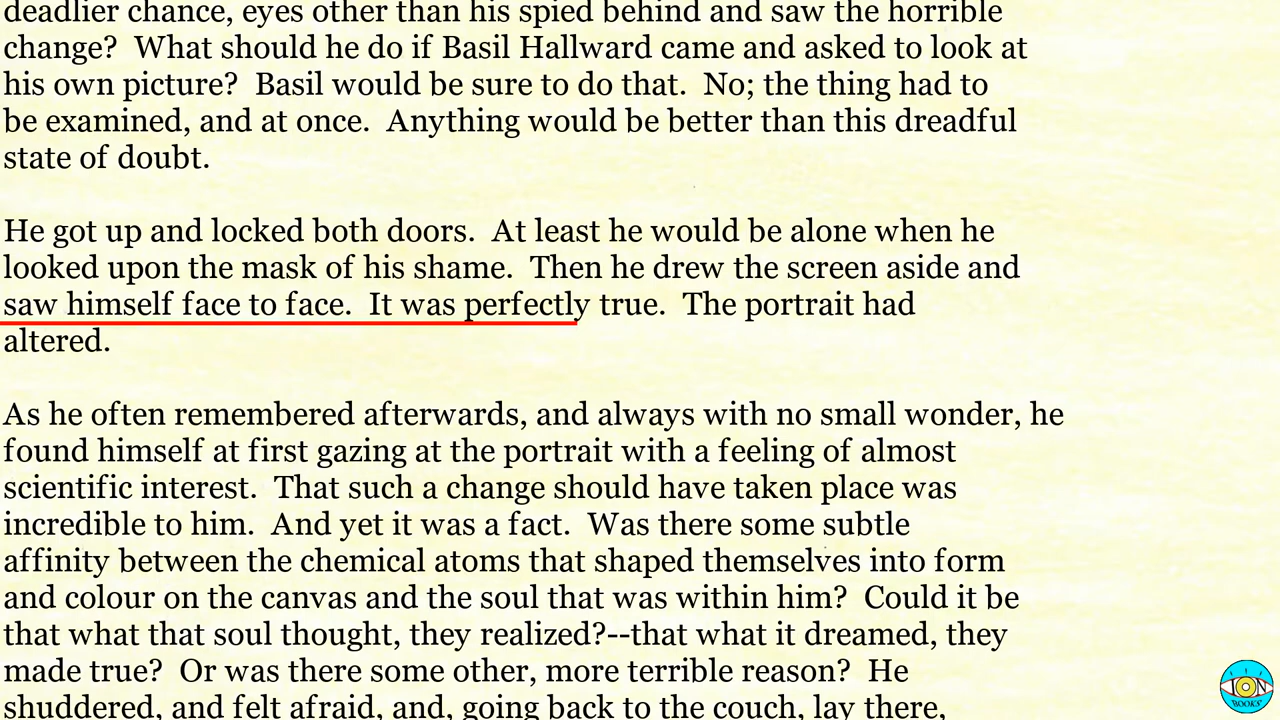 deadlier chance, eyes other than his spied behind and saw the horrible
change?  What should he do if Basil Hallward came and asked to look at
his own picture?  Basil would be sure to do that.  No; the thing had to
be examined, and at once.  Anything would be better than this dreadful
state of doubt.
He got up and locked both doors.  At least he would be alone when he
looked upon the mask of his shame.  Then he drew the screen aside and
saw himself face to face.  It was perfectly true.  The portrait had
altered.
As he often remembered afterwards, and always with no small wonder, he
found himself at first gazing at the portrait with a feeling of almost
scientific interest.  That such a change should have taken place was
incredible to him.  And yet it was a fact.  Was there some subtle
affinity between the chemical atoms that shaped themselves into form
and colour on the canvas and the soul that was within him?  Could it be
that what that soul thought, they realized?--that what it dreamed, they
made true?  Or was there some other, more terrible reason?  He
shuddered, and felt afraid, and, going back to the couch, lay there,
ION
BOOKS